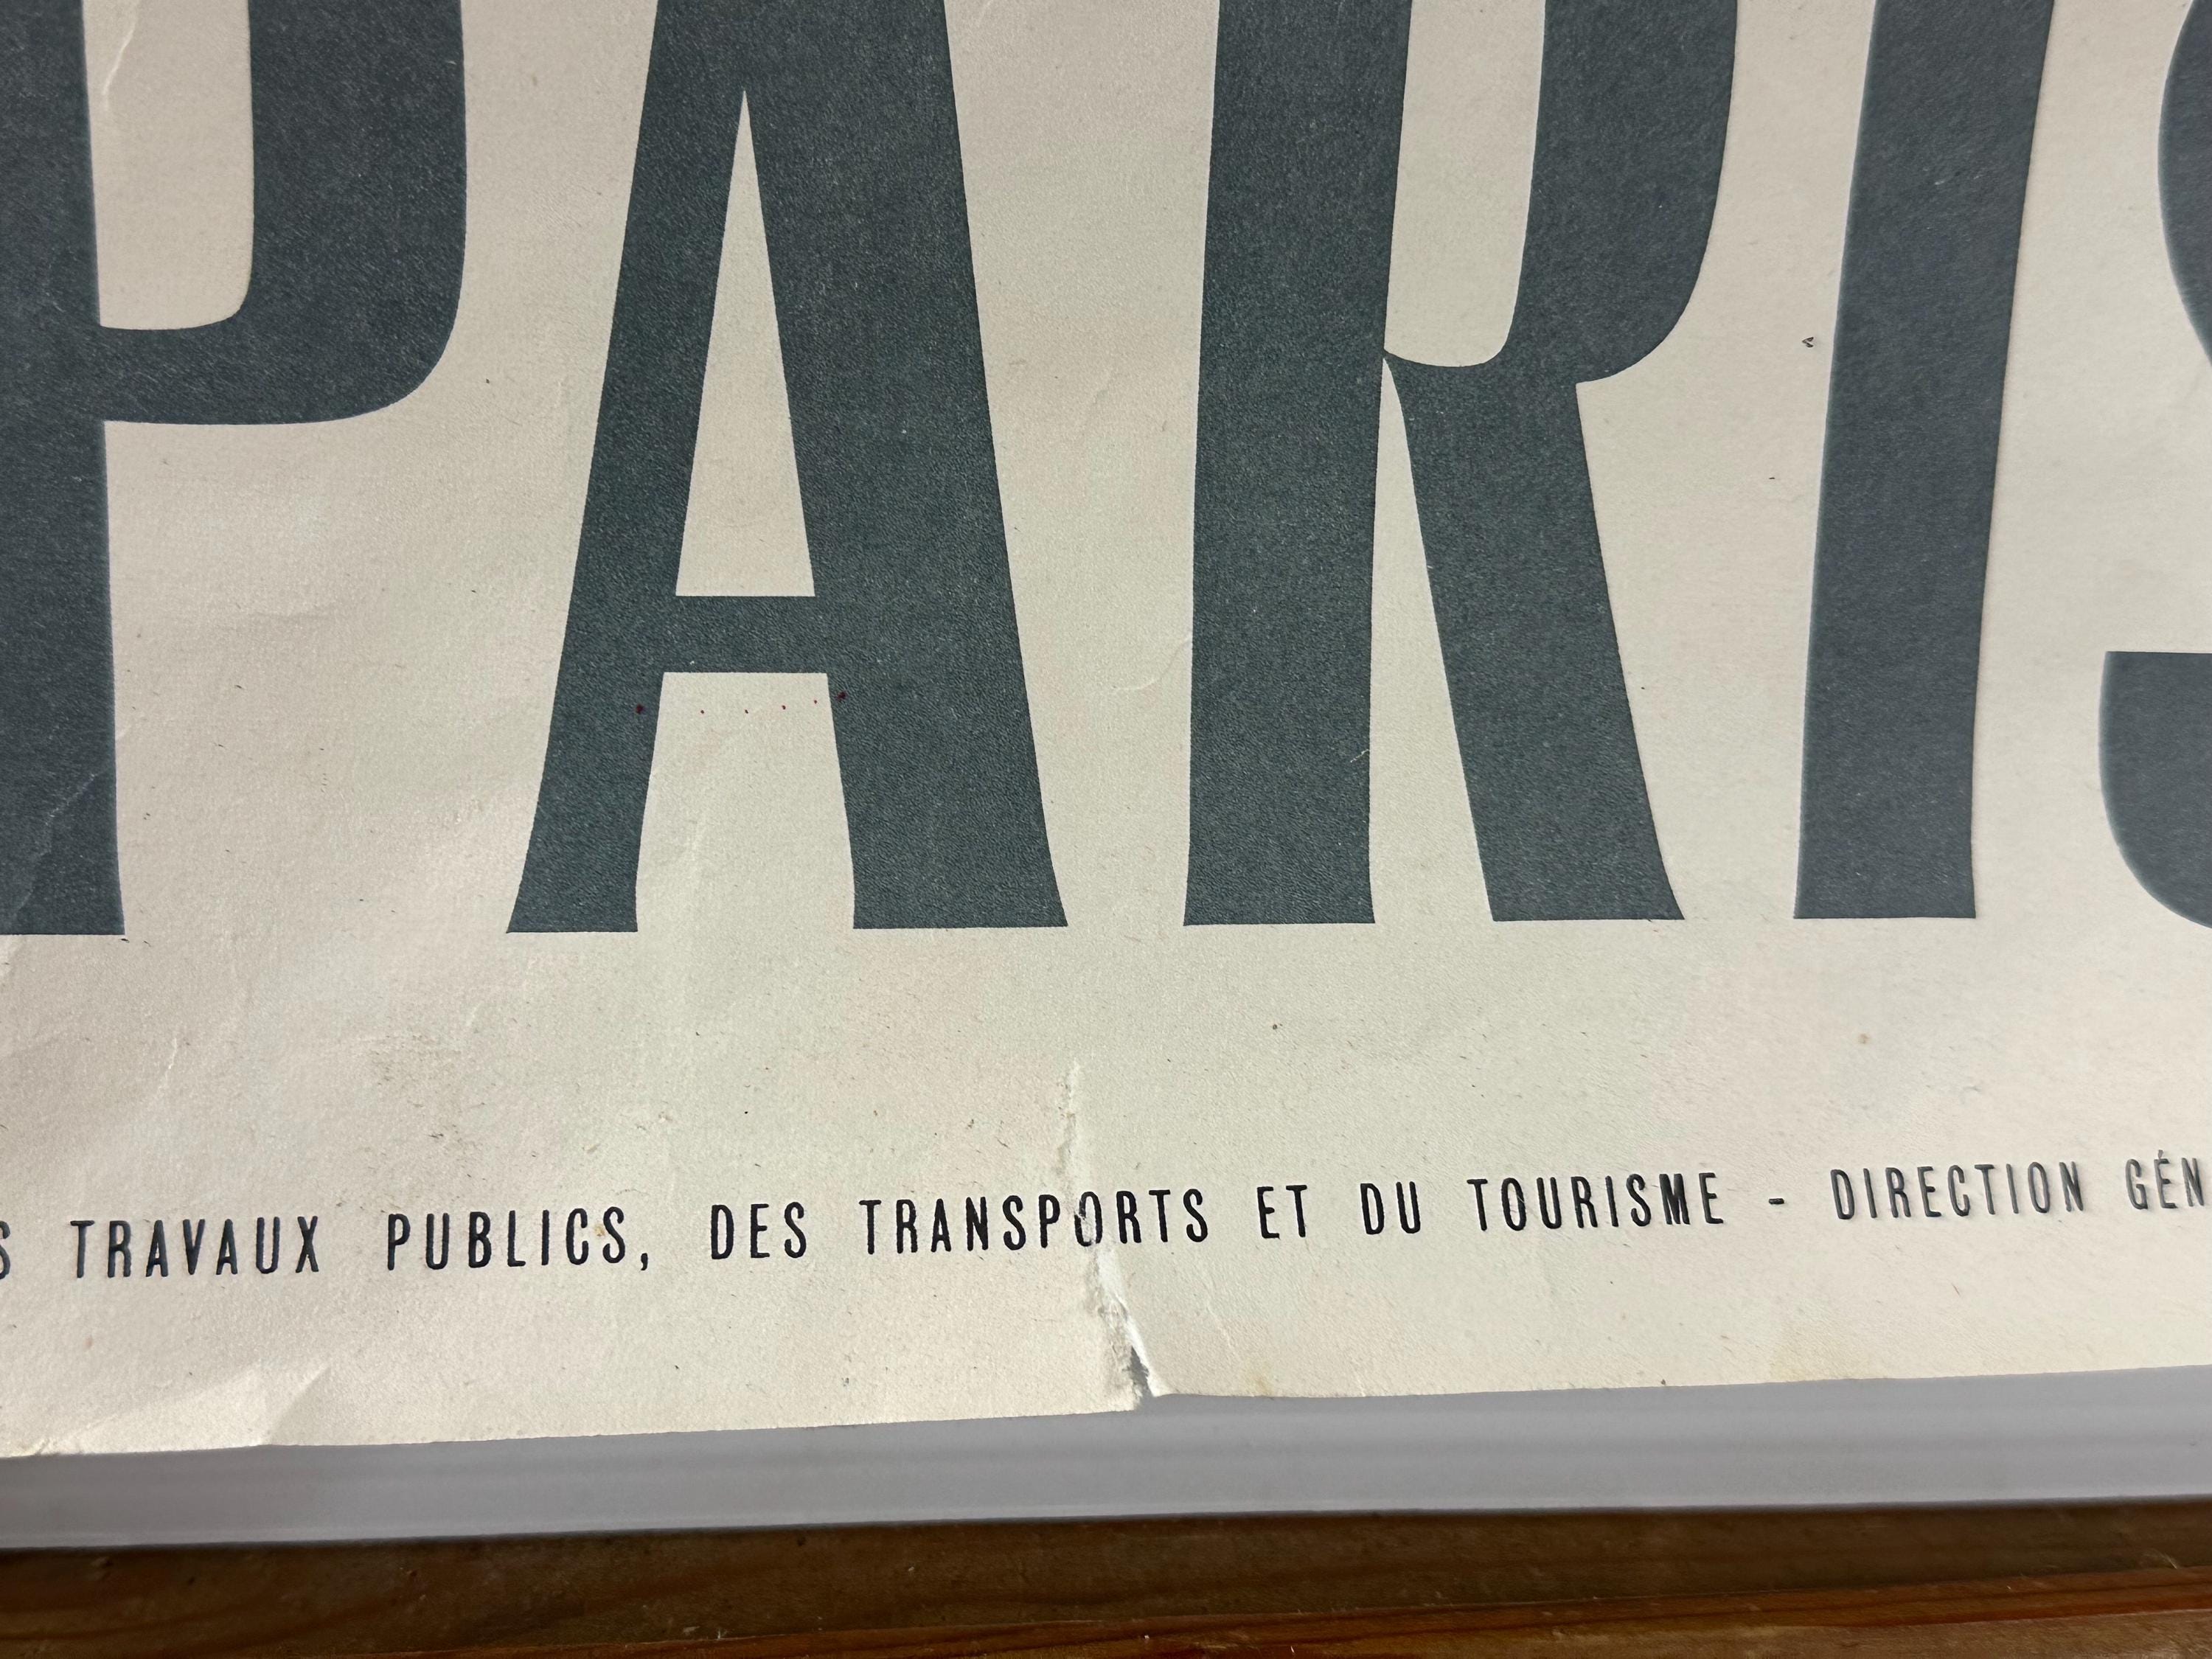 PARIS
S TRAVAUX PUBLICS, DES TRANSPORTS ET DU TOURISME - DIRECTION GÉN